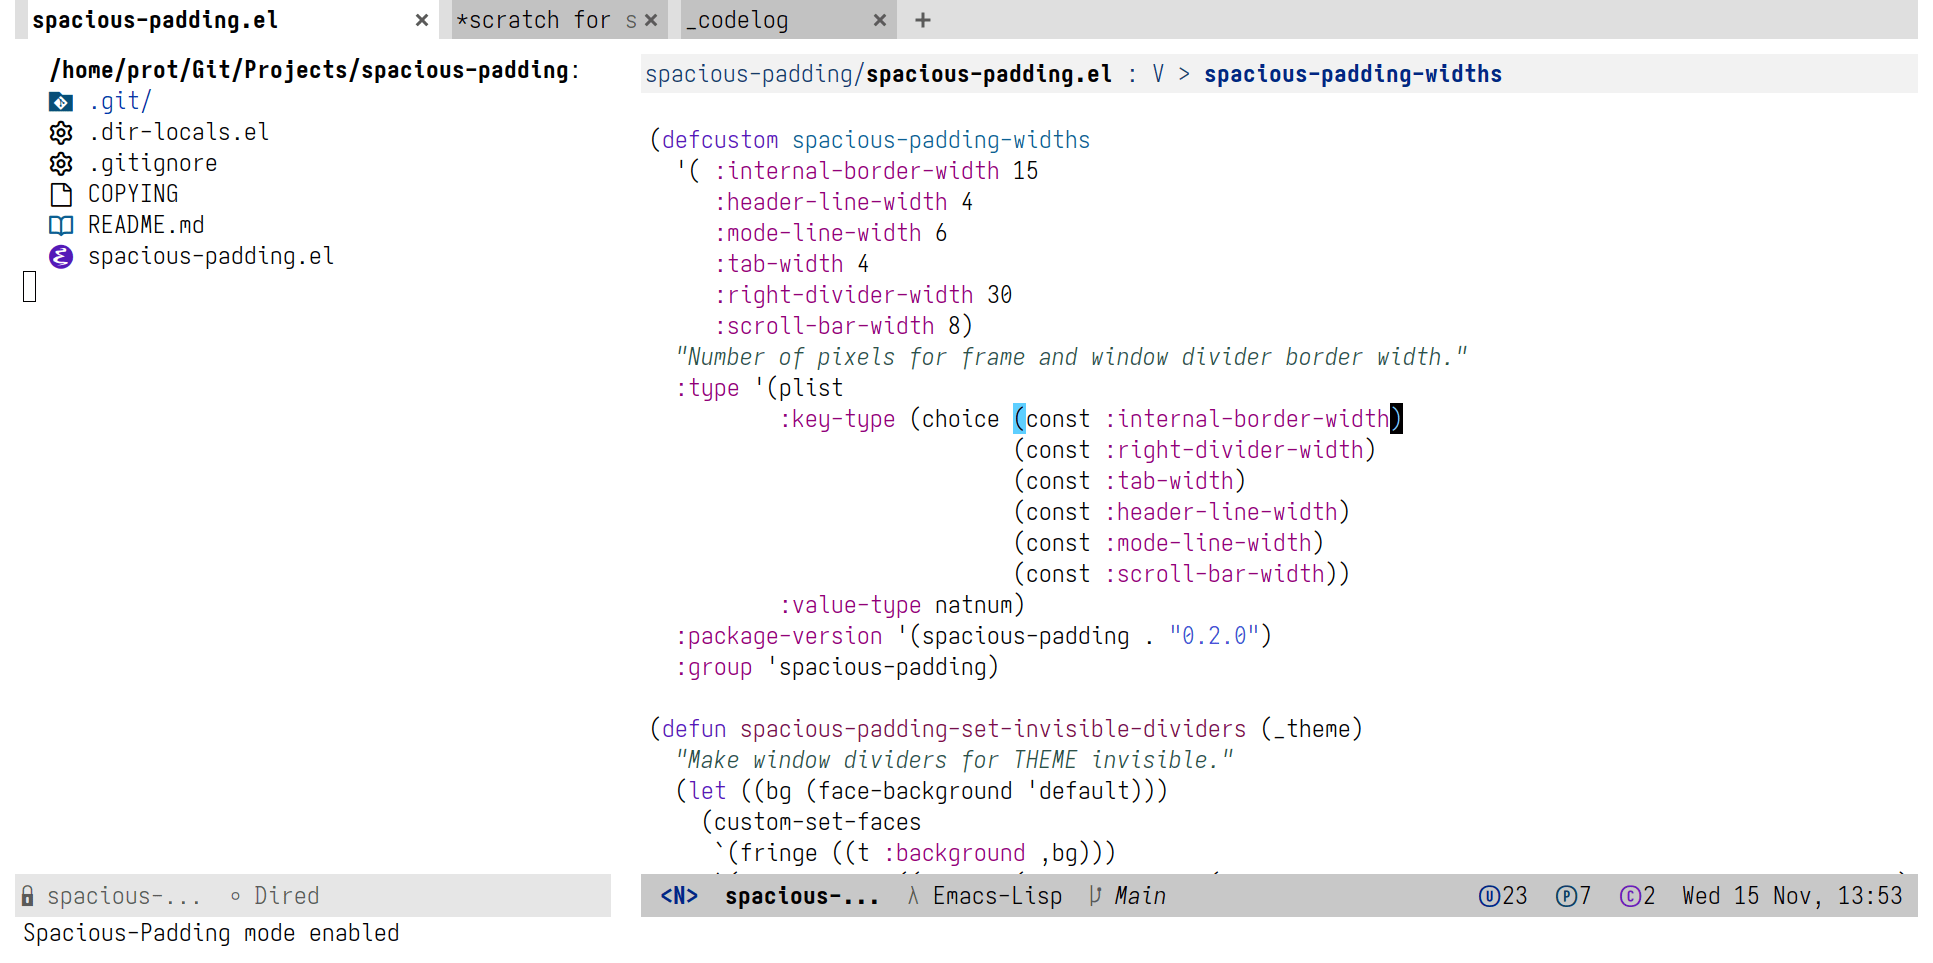 spacious-padding.el × *scratch for s × _codelog × +
/home/prot/Git/Projects/spacious-padding:
.git/
.dir-locals.el
.gitignore
COPYING
README.md
spacious-padding.el
spacious-padding/spacious-padding.el : V > spacious-padding-widths
(defcustom spacious-padding-widths
'( :internal-border-width 15
:header-line-width 4
:mode-line-width 6
:tab-width 4
:right-divider-width 30
:scroll-bar-width 8)
"Number of pixels for frame and window divider border width."
:type '(plist
:key-type (choice (const :internal-border-width)
(const :right-divider-width)
(const :tab-width)
(const :header-line-width)
(const :mode-line-width)
(const :scroll-bar-width))
:value-type natnum)
:package-version '(spacious-padding . "0.2.0")
:group 'spacious-padding)
(defun spacious-padding-set-invisible-dividers (_theme)
"Make window dividers for THEME invisible."
(let ((bg (face-background 'default)))
(custom-set-faces
`(fringe ((t :background ,bg)))
spacious-... ∘ Dired
<N> spacious-... λ Emacs-Lisp Main U23 P7 C2 Wed 15 Nov, 13:53
Spacious-Padding mode enabled